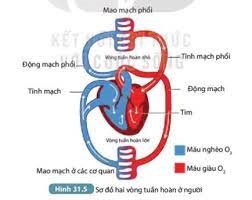 Mao mạch phổi
Vòng tuần hoàn nhỏ
Động mạch phổi
Tĩnh mạch phổi
Tĩnh mạch
Động mạch
Tim
Vòng tuần hoàn lớn
Mao mạch ở các cơ quan
Máu nghèo O₂
Máu giàu O₂
Hình 31.5 Sơ đồ hai vòng tuần hoàn ở người